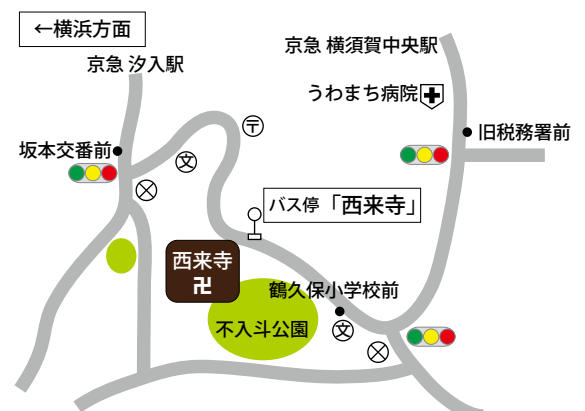 ←横浜方面
京急 汐入駅
京急 横須賀中央駅
うわまち病院
旧税務署前
坂本交番前
〒
文
バス停「西来寺」
西来寺
卍
鶴久保小学校前
不入斗公園
文